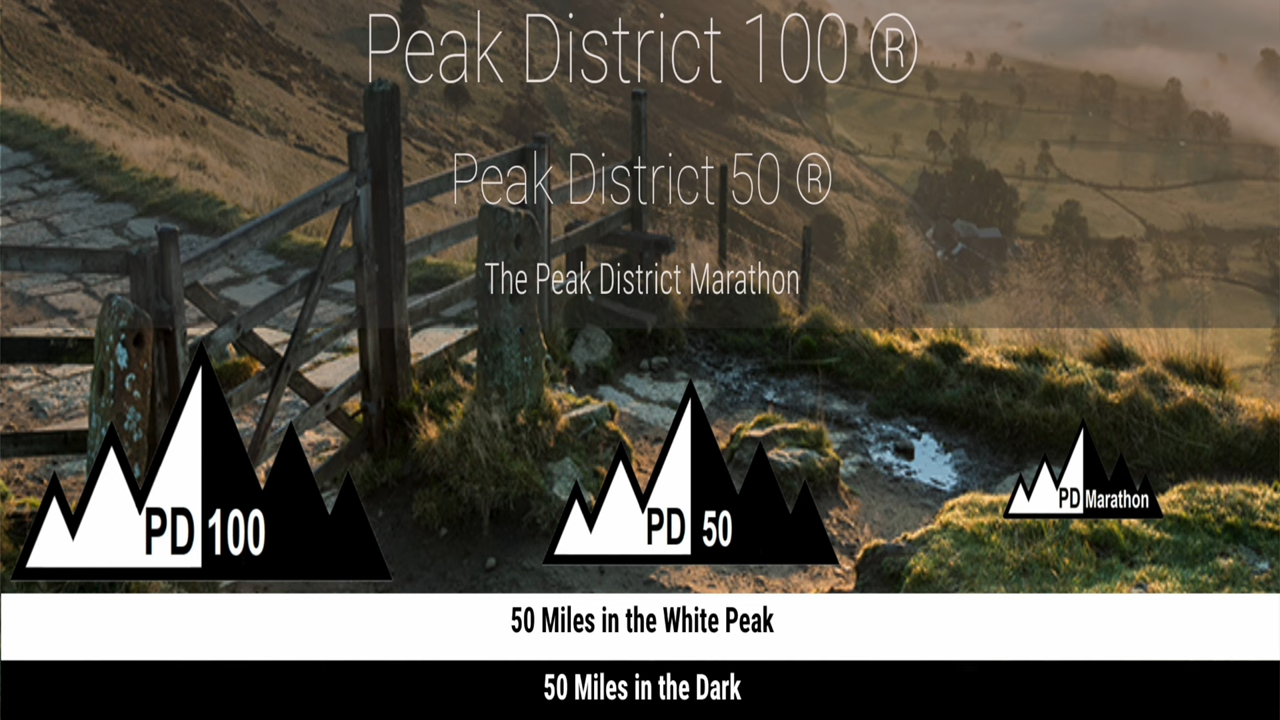 Peak District 100 ®
Peak District 50 ®
The Peak District Marathon
PD 100
PD 50
PD Marathon
50 Miles in the White Peak
50 Miles in the Dark